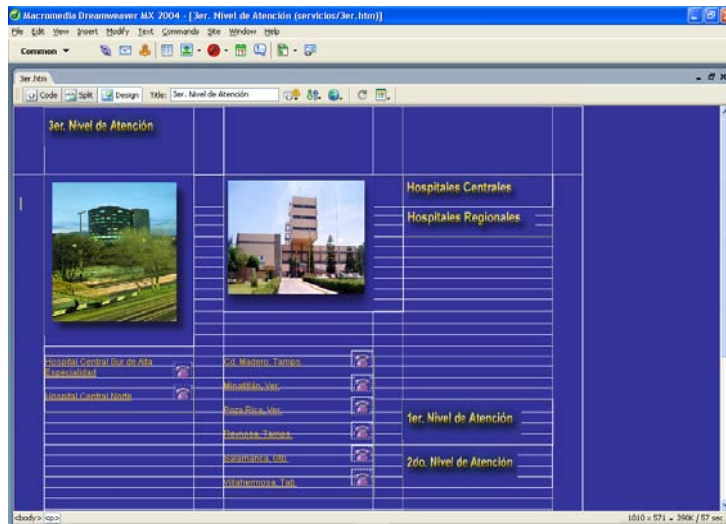 Macromedia Dreamweaver MX 2004 - [3er. Nivel de Atención (servicios/3er.htm)]
File Edit View Insert Modify Text Commands Site Window Help
Common
3er.htm
Code Split Design Title: 3er. Nivel de Atención
3er. Nivel de Atención
Hospitales Centrales
Hospitales Regionales
Hospital Central Sur de Alta
Especialidad
Hospital Central Norte
Cd. Madero, Tamps.
Minatitlán, Ver.
Poza Rica, Ver.
Reynosa, Tamps.
Salamanca, Gto.
Villahermosa, Tab.
1er. Nivel de Atención
2do. Nivel de Atención
<body> <p>
1010 x 571 - 390K / 57 sec